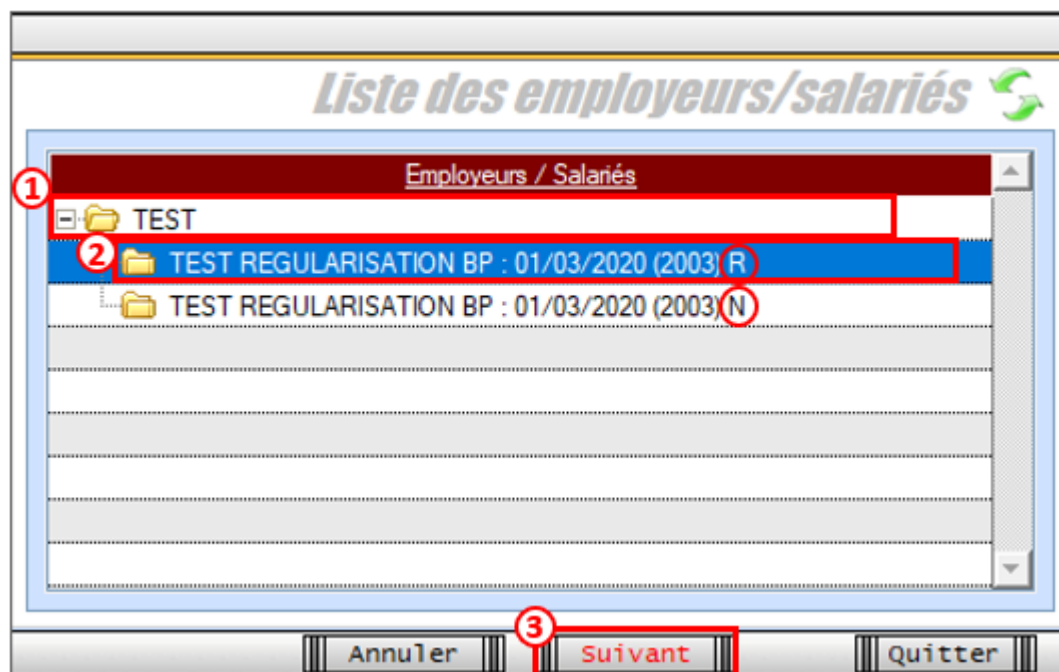 Liste des employeurs/salariés
Employeurs / Salariés
1
TEST
2 TEST REGULARISATION BP : 01/03/2020 (2003) R
TEST REGULARISATION BP : 01/03/2020 (2003) N
3
Annuler Suivant Quitter